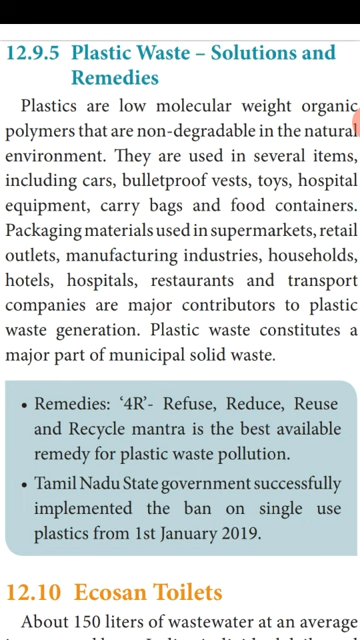 12.9.5 Plastic Waste – Solutions and
Remedies
Plastics are low molecular weight organic
polymers that are non-degradable in the natural
environment. They are used in several items,
including cars, bulletproof vests, toys, hospital
equipment, carry bags and food containers.
Packaging materials used in supermarkets, retail
outlets, manufacturing industries, households,
hotels, hospitals, restaurants and transport
companies are major contributors to plastic
waste generation. Plastic waste constitutes a
major part of municipal solid waste.
• Remedies: ‘4R’- Refuse, Reduce, Reuse
and Recycle mantra is the best available
remedy for plastic waste pollution.
• Tamil Nadu State government successfully
implemented the ban on single use
plastics from 1st January 2019.
12.10 Ecosan Toilets
About 150 liters of wastewater at an average